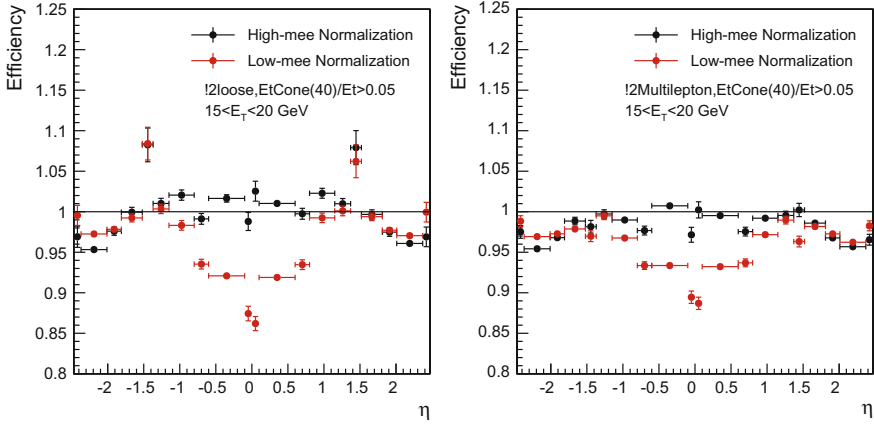 Efficiency
1.25
1.2
1.15
1.1
1.05
1
0.95
0.9
0.85
0.8
High-mee Normalization
Low-mee Normalization
!2loose,EtCone(40)/Et>0.05
15<E_T<20 GeV
-2 -1.5 -1 -0.5 0 0.5 1 1.5 2
η
Efficiency
1.25
1.2
1.15
1.1
1.05
1
0.95
0.9
0.85
0.8
High-mee Normalization
Low-mee Normalization
!2Multilepton,EtCone(40)/Et>0.05
15<E_T<20 GeV
-2 -1.5 -1 -0.5 0 0.5 1 1.5 2
η